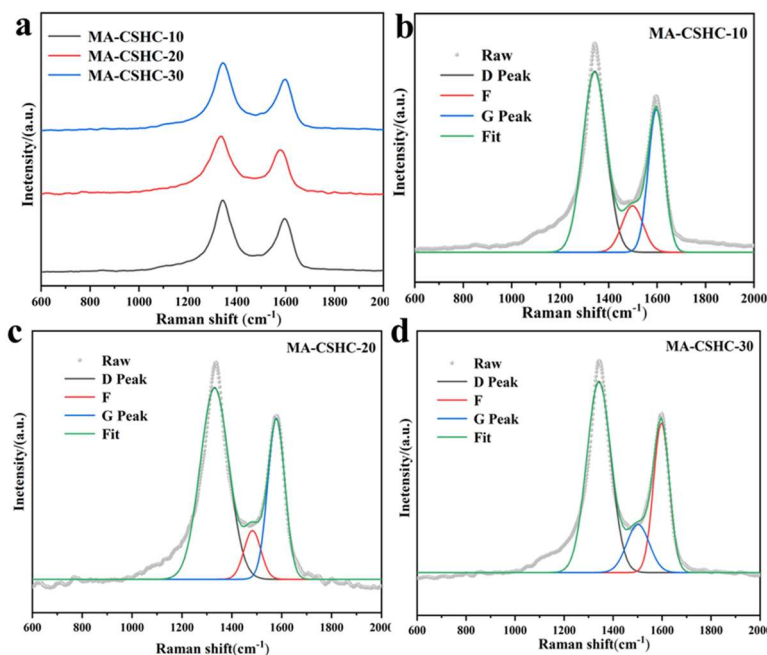 a
MA-CSHC-10
MA-CSHC-20
MA-CSHC-30
Inetensity/(a.u.)
600 800 1000 1200 1400 1600 1800 2000
Raman shift (cm-1)
b
MA-CSHC-10
Raw
D Peak
F
G Peak
Fit
Inetensity/(a.u.)
600 800 1000 1200 1400 1600 1800 2000
Raman shift(cm-1)
c
MA-CSHC-20
Raw
D Peak
F
G Peak
Fit
Inetensity/(a.u.)
600 800 1000 1200 1400 1600 1800 2000
Raman shift(cm-1)
d
MA-CSHC-30
Raw
D Peak
F
G Peak
Fit
Inetensity/(a.u.)
600 800 1000 1200 1400 1600 1800 2000
Raman shift(cm-1)